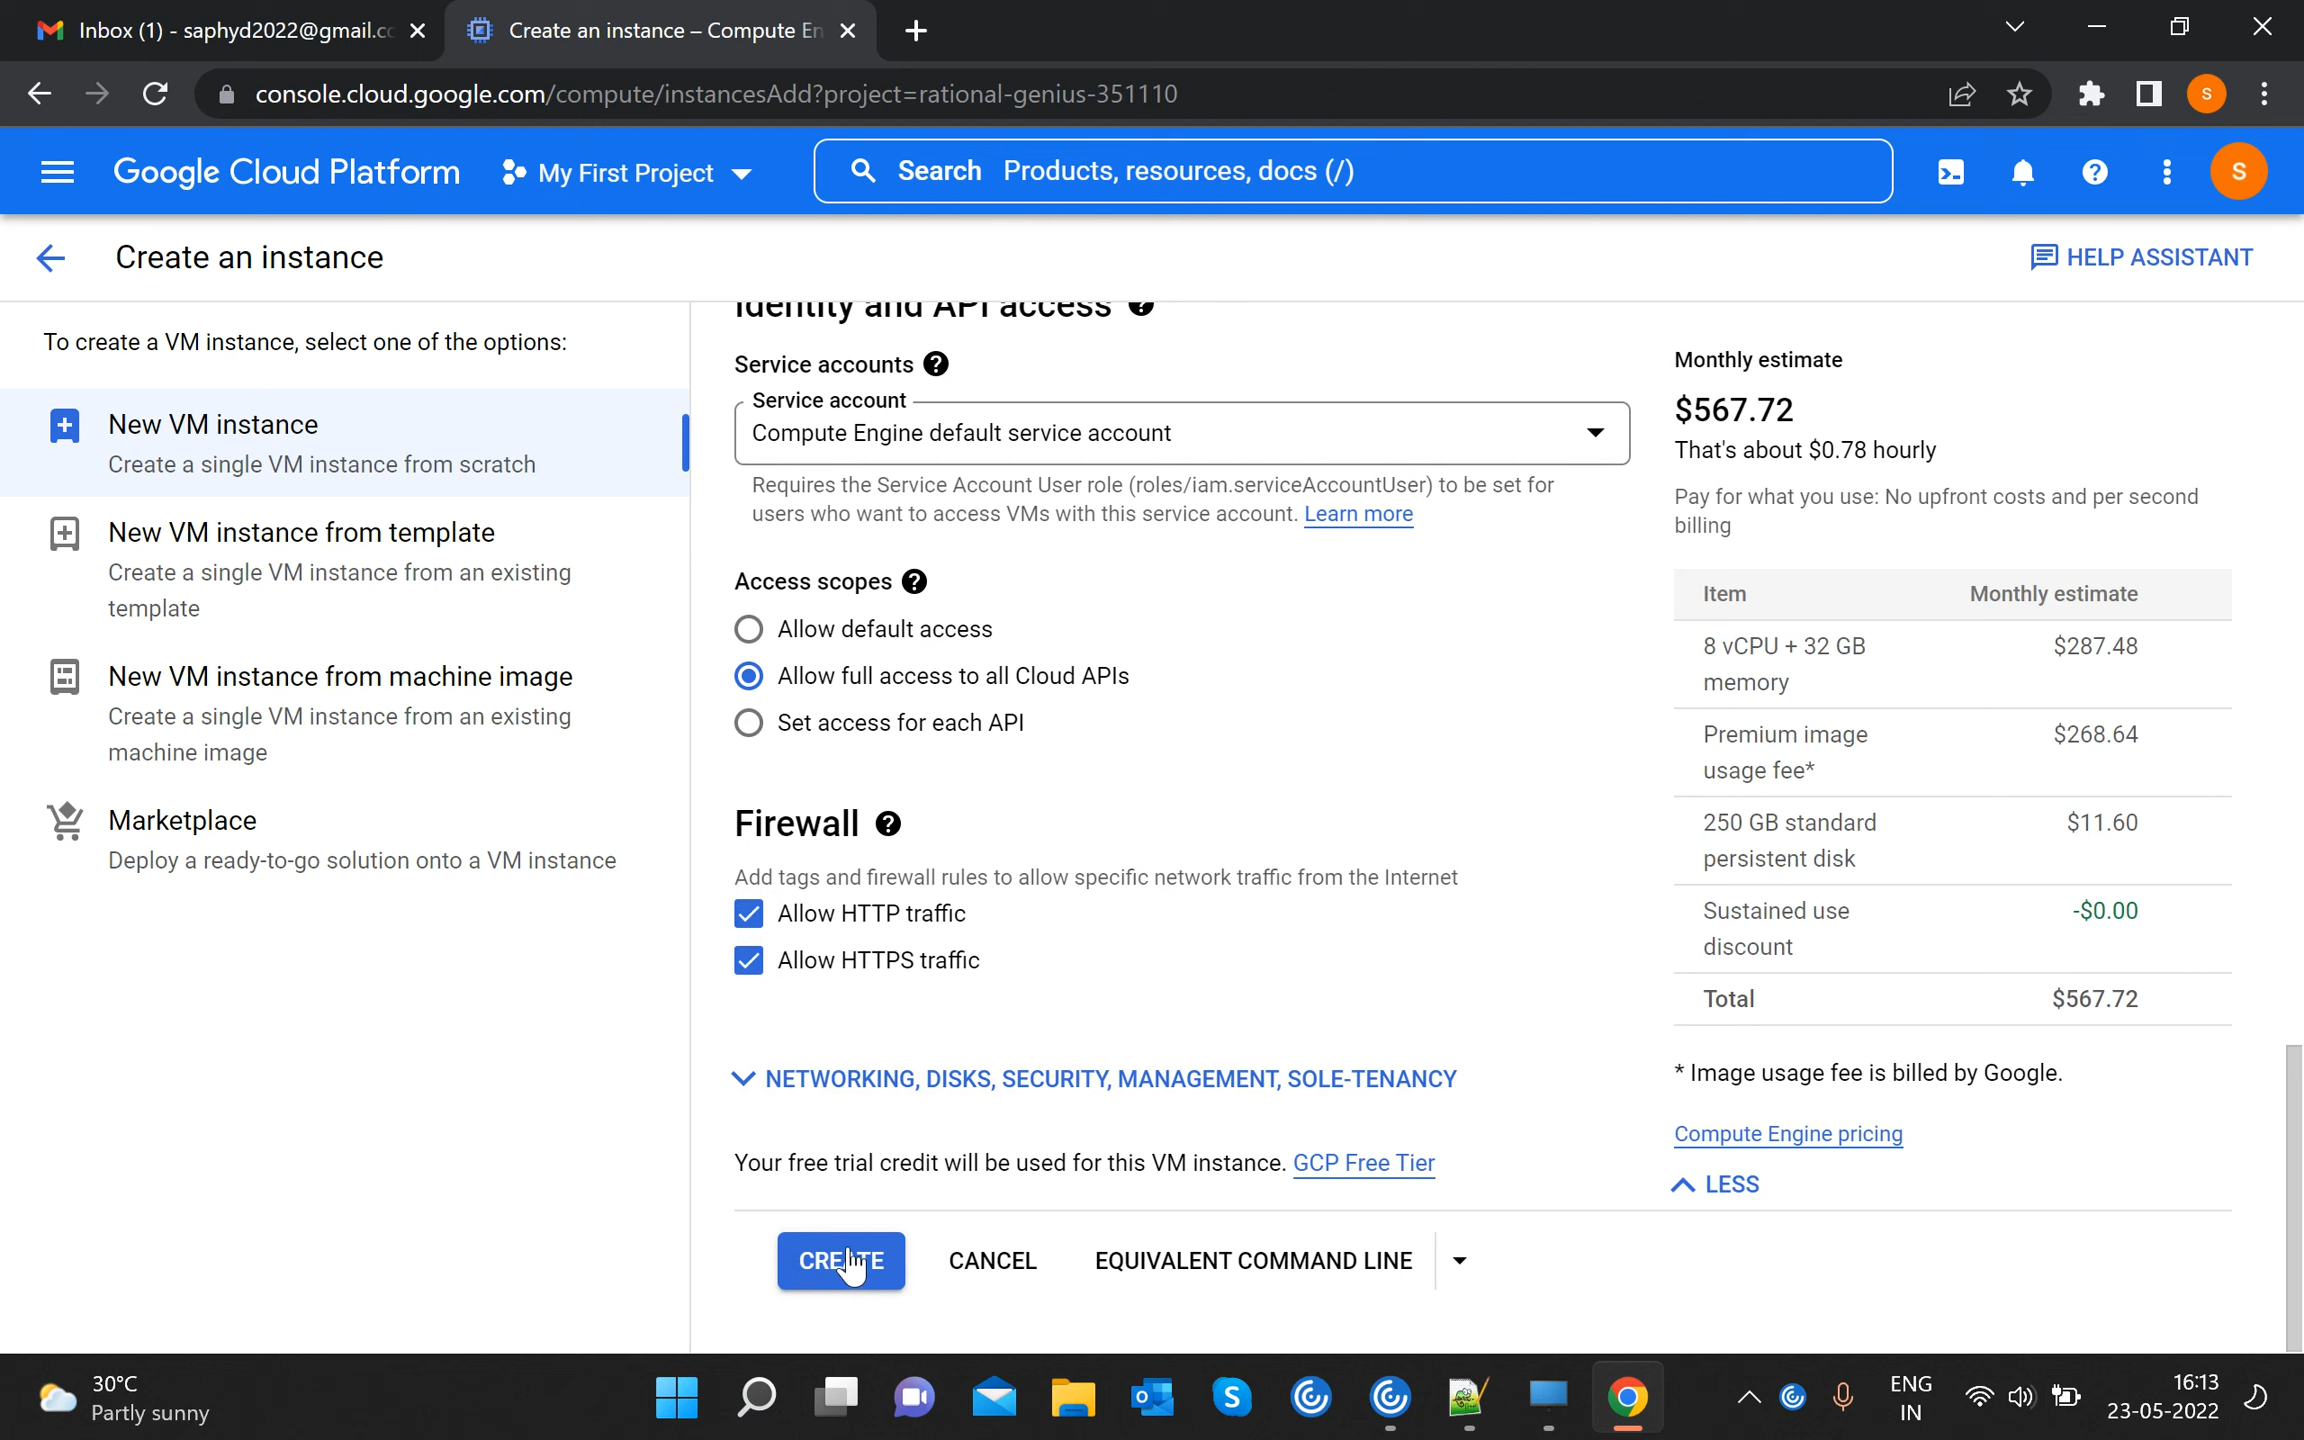 Inbox (1) - saphyd2022@gmail.cc
Create an instance – Compute En
console.cloud.google.com/compute/instancesAdd?project=rational-genius-351110
S
Google Cloud Platform
My First Project
Search Products, resources, docs (/)
S
Create an instance
HELP ASSISTANT
To create a VM instance, select one of the options:
New VM instance
Create a single VM instance from scratch
New VM instance from template
Create a single VM instance from an existing
template
New VM instance from machine image
Create a single VM instance from an existing
machine image
Marketplace
Deploy a ready-to-go solution onto a VM instance
Identity and API access
Service accounts
Service account
Compute Engine default service account
Requires the Service Account User role (roles/iam.serviceAccountUser) to be set for
users who want to access VMs with this service account. Learn more
Access scopes
Allow default access
Allow full access to all Cloud APIs
Set access for each API
Firewall
Add tags and firewall rules to allow specific network traffic from the Internet
Allow HTTP traffic
Allow HTTPS traffic
NETWORKING, DISKS, SECURITY, MANAGEMENT, SOLE-TENANCY
Your free trial credit will be used for this VM instance. GCP Free Tier
CREATE
CANCEL
EQUIVALENT COMMAND LINE
Monthly estimate
$567.72
That's about $0.78 hourly
Pay for what you use: No upfront costs and per second
billing
Item Monthly estimate
8 vCPU + 32 GB $287.48
memory
Premium image $268.64
usage fee*
250 GB standard $11.60
persistent disk
Sustained use -$0.00
discount
Total $567.72
* Image usage fee is billed by Google.
Compute Engine pricing
LESS
30°C
Partly sunny
ENG
IN
16:13
23-05-2022